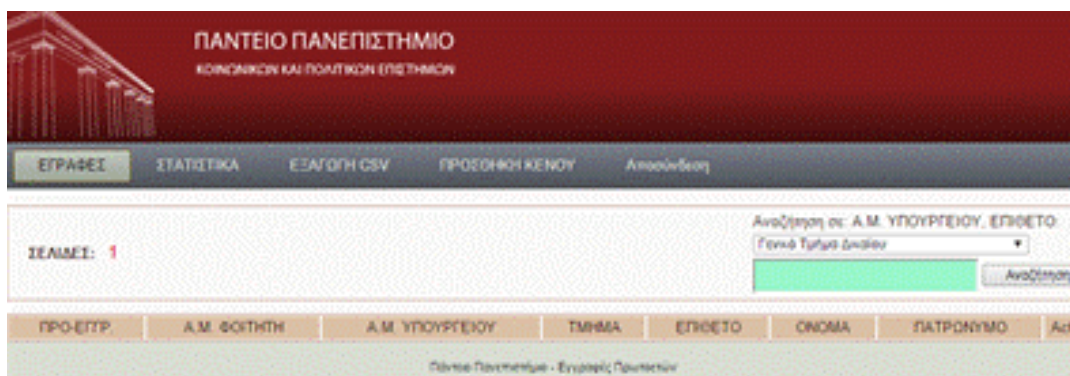 ΠΑΝΤΕΙΟ ΠΑΝΕΠΙΣΤΗΜΙΟ
ΚΟΙΝΩΝΙΚΩΝ ΚΑΙ ΠΟΛΙΤΙΚΩΝ ΕΠΙΣΤΗΜΩΝ
ΕΓΓΡΑΦΕΣ ΣΤΑΤΙΣΤΙΚΑ ΕΞΑΓΩΓΗ CSV ΠΡΟΣΘΗΚΗ ΚΕΝΟΥ Αποσύνδεση
Αναζήτηση σε: Α.Μ. ΥΠΟΥΡΓΕΙΟΥ, ΕΠΙΘΕΤΟ:
ΣΕΛΙΔΕΣ: 1
Γενικό Τμήμα Δικαίου
Αναζήτηση
ΠΡΟ-ΕΓΓΡ. Α.Μ. ΦΟΙΤΗΤΗ Α.Μ. ΥΠΟΥΡΓΕΙΟΥ ΤΜΗΜΑ ΕΠΙΘΕΤΟ ΟΝΟΜΑ ΠΑΤΡΩΝΥΜΟ Act
Πάντειο Πανεπιστήμιο - Εγγραφές Πρωτοετών